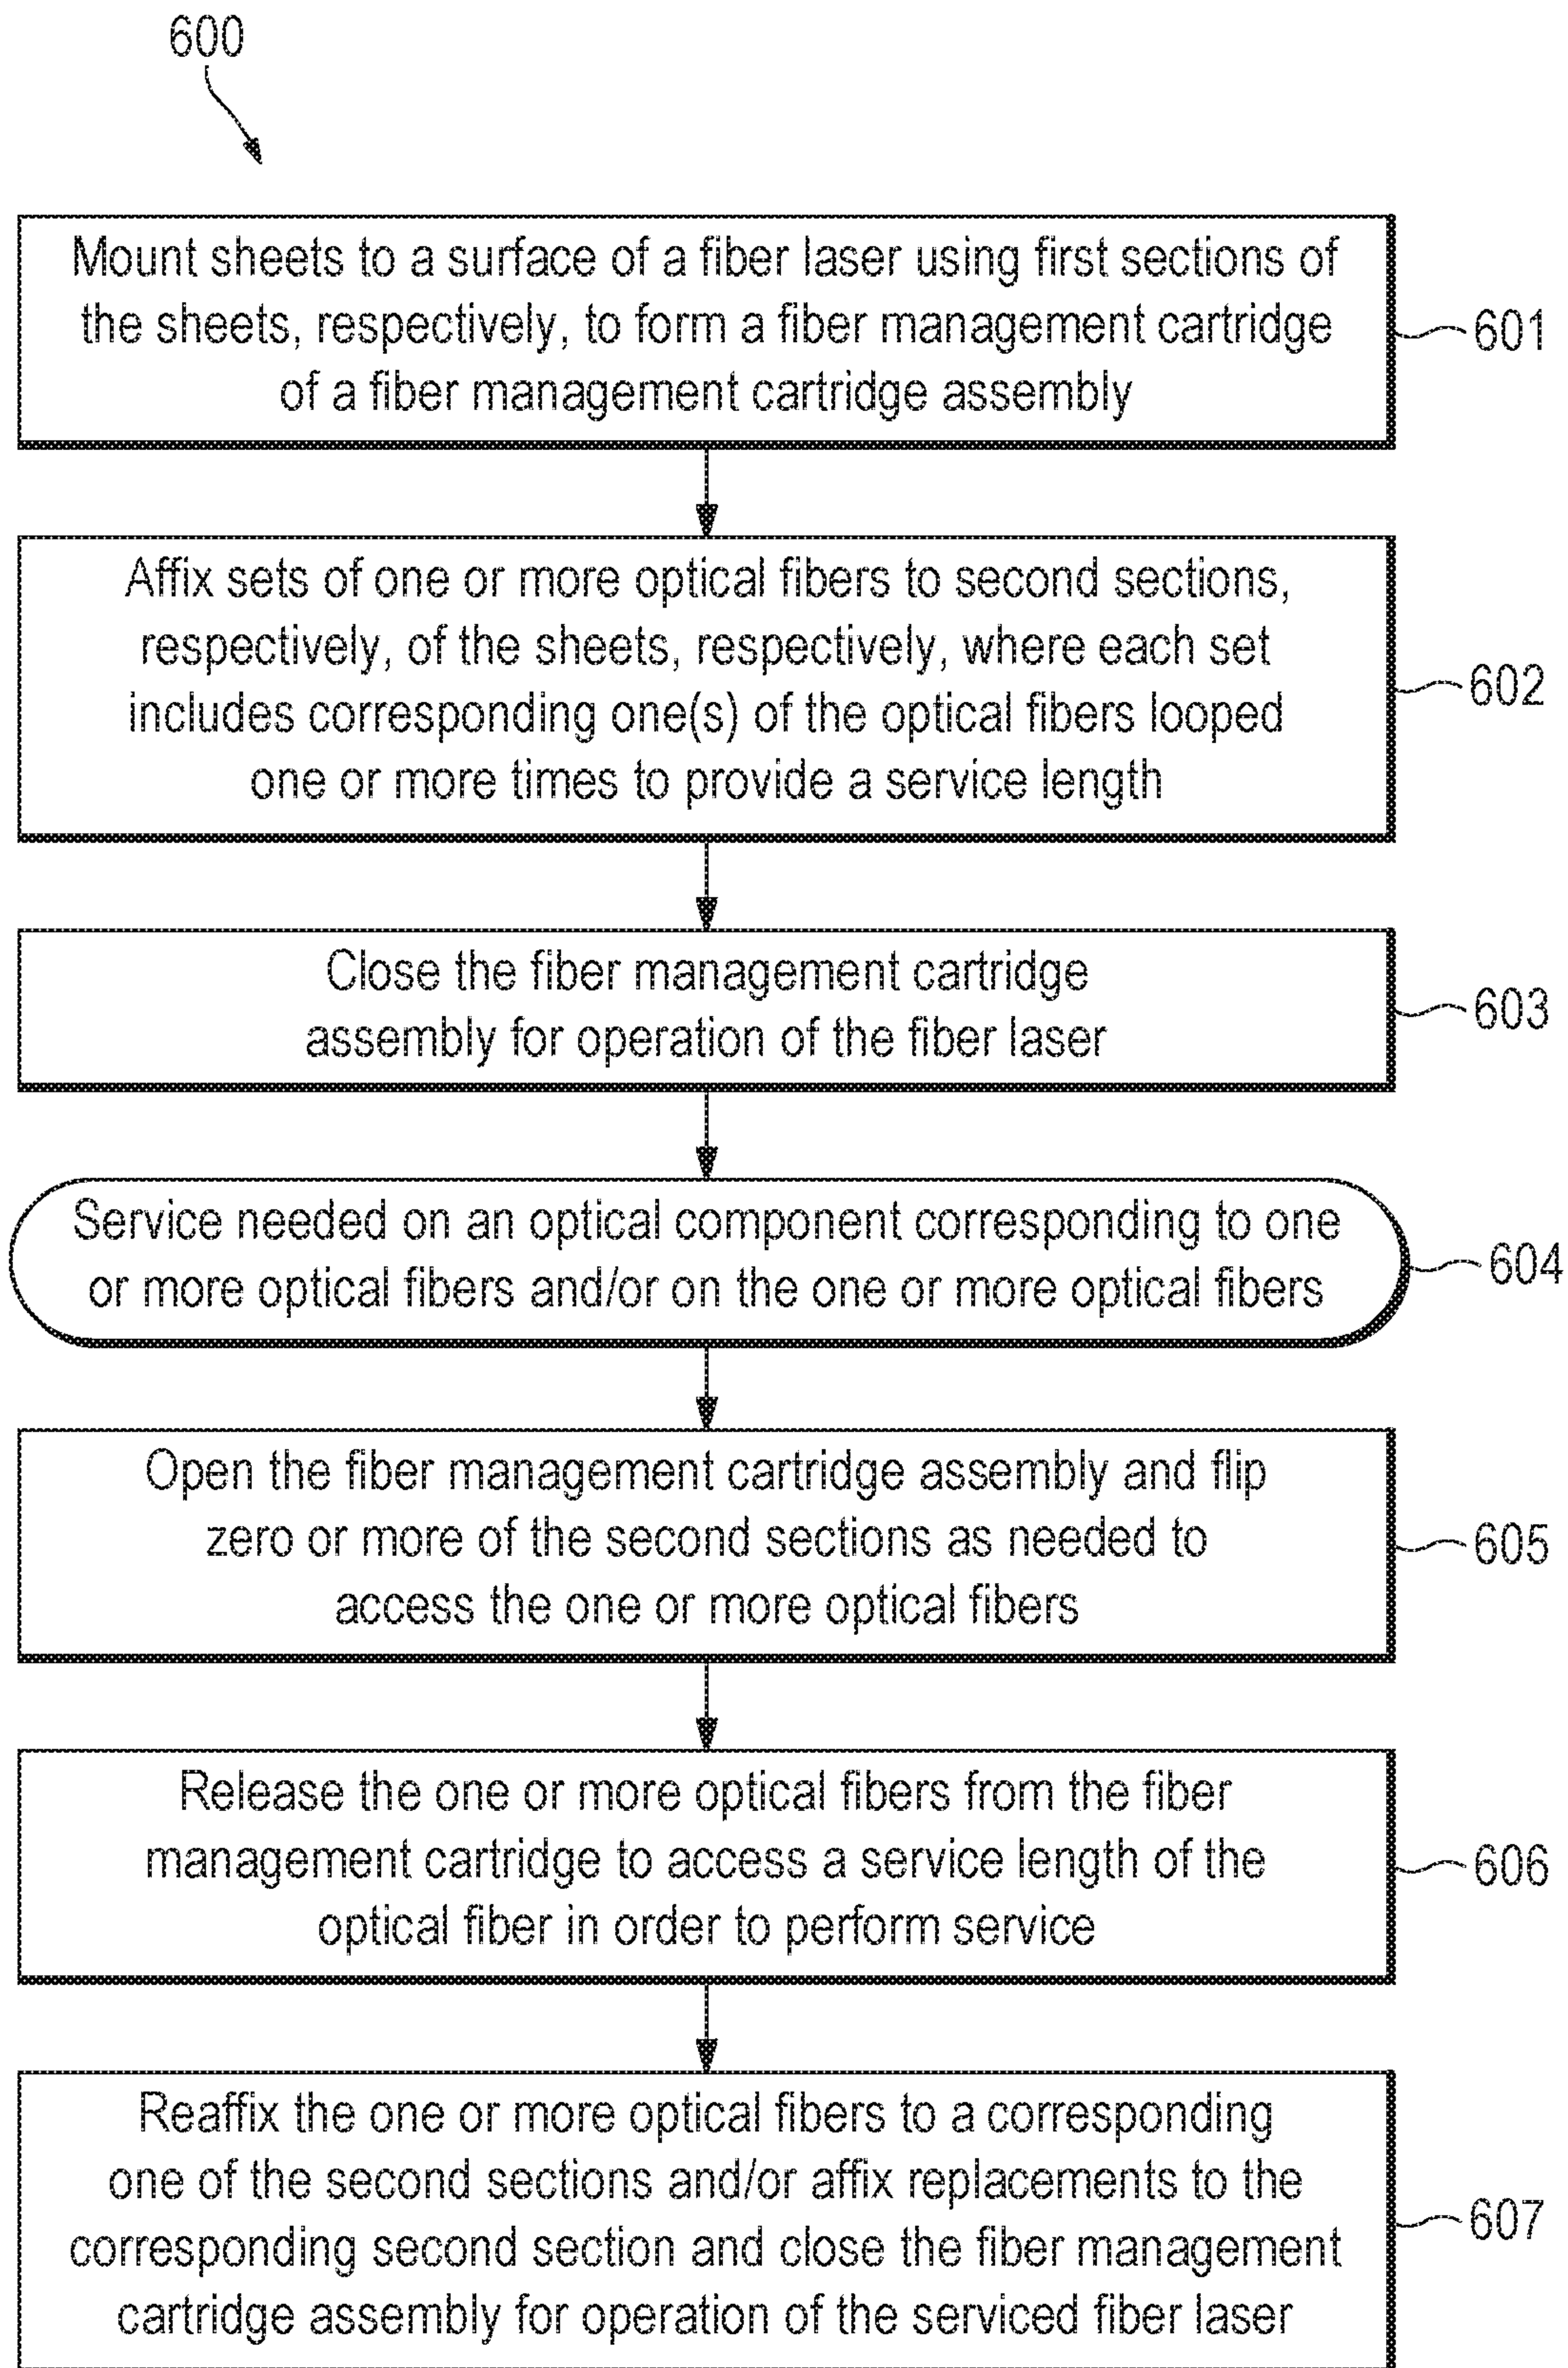 600
Mount sheets to a surface of a fiber laser using first sections of
the sheets, respectively, to form a fiber management cartridge
of a fiber management cartridge assembly
601
Affix sets of one or more optical fibers to second sections,
respectively, of the sheets, respectively, where each set
includes corresponding one(s) of the optical fibers looped
one or more times to provide a service length
602
Close the fiber management cartridge
assembly for operation of the fiber laser
603
Service needed on an optical component corresponding to one
or more optical fibers and/or on the one or more optical fibers
604
Open the fiber management cartridge assembly and flip
zero or more of the second sections as needed to
access the one or more optical fibers
605
Release the one or more optical fibers from the fiber
management cartridge to access a service length of the
optical fiber in order to perform service
606
Reaffix the one or more optical fibers to a corresponding
one of the second sections and/or affix replacements to the
corresponding second section and close the fiber management
cartridge assembly for operation of the serviced fiber laser
607